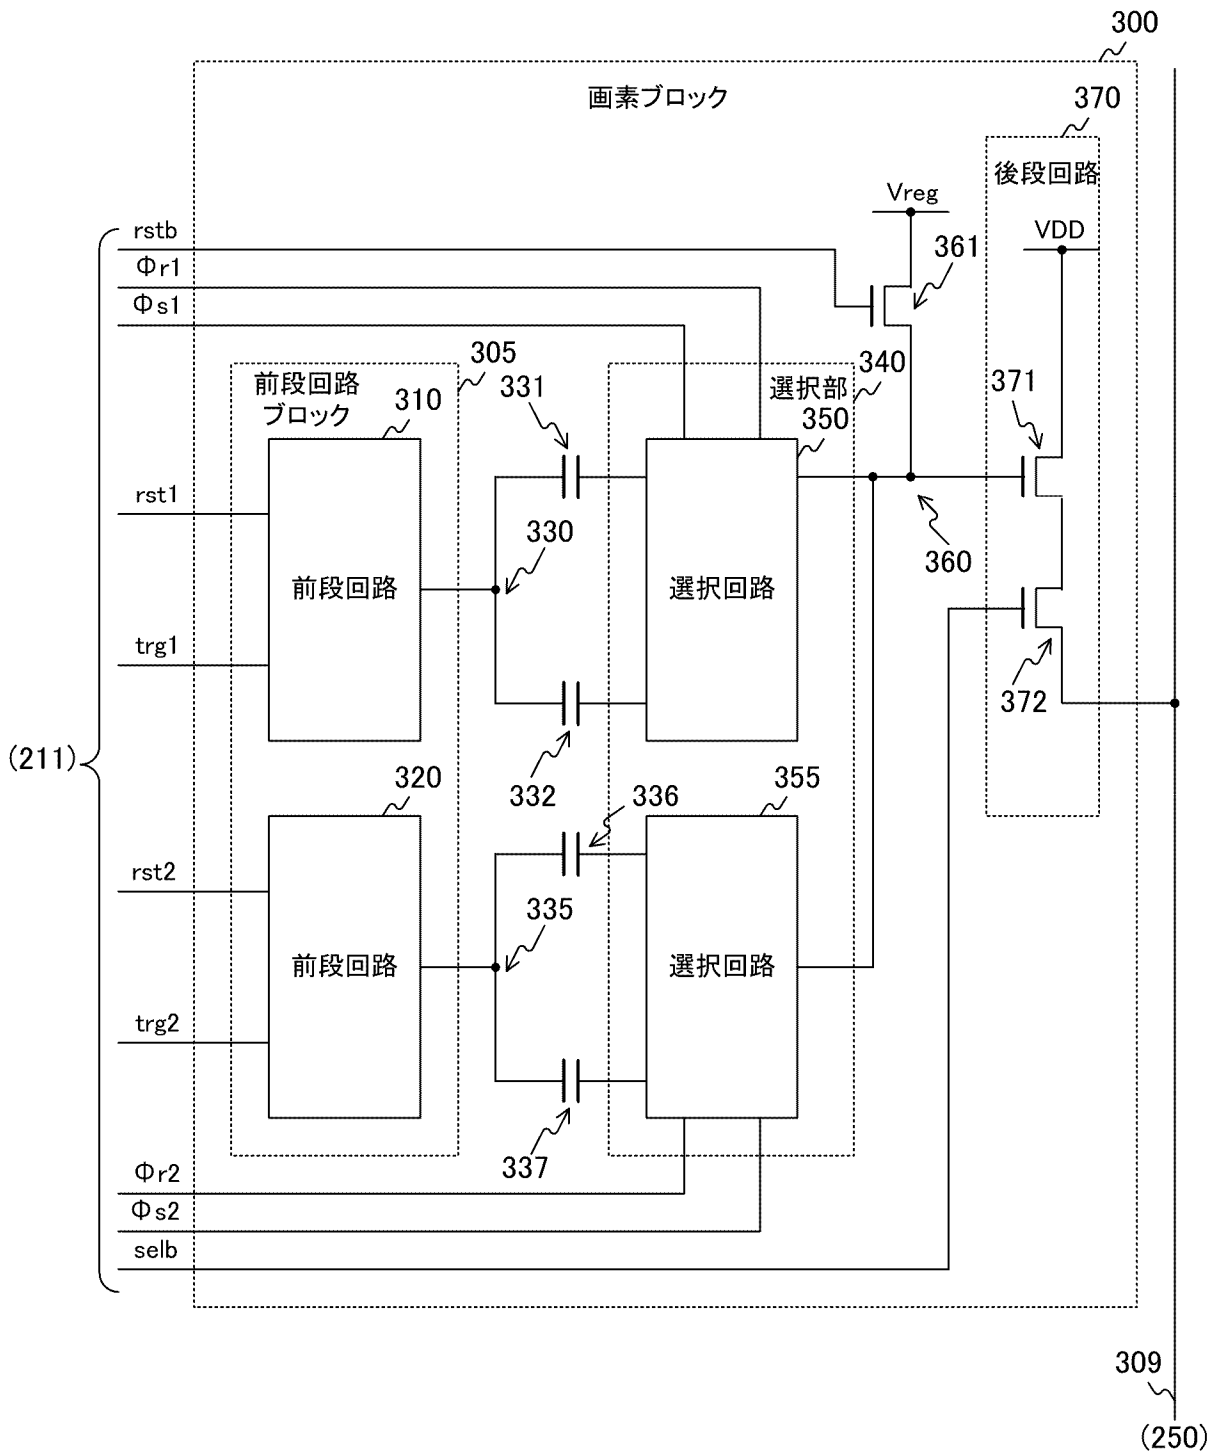 300
画素ブロック
370
後段回路
Vreg
VDD
rstb
Φr1
Φs1
361
305
前段回路
ブロック
310
331
340
選択部
350
371
rst1
330
360
前段回路
選択回路
trg1
372
(211)
332
320
336
355
rst2
335
前段回路
選択回路
trg2
337
Φr2
Φs2
selb
309
(250)